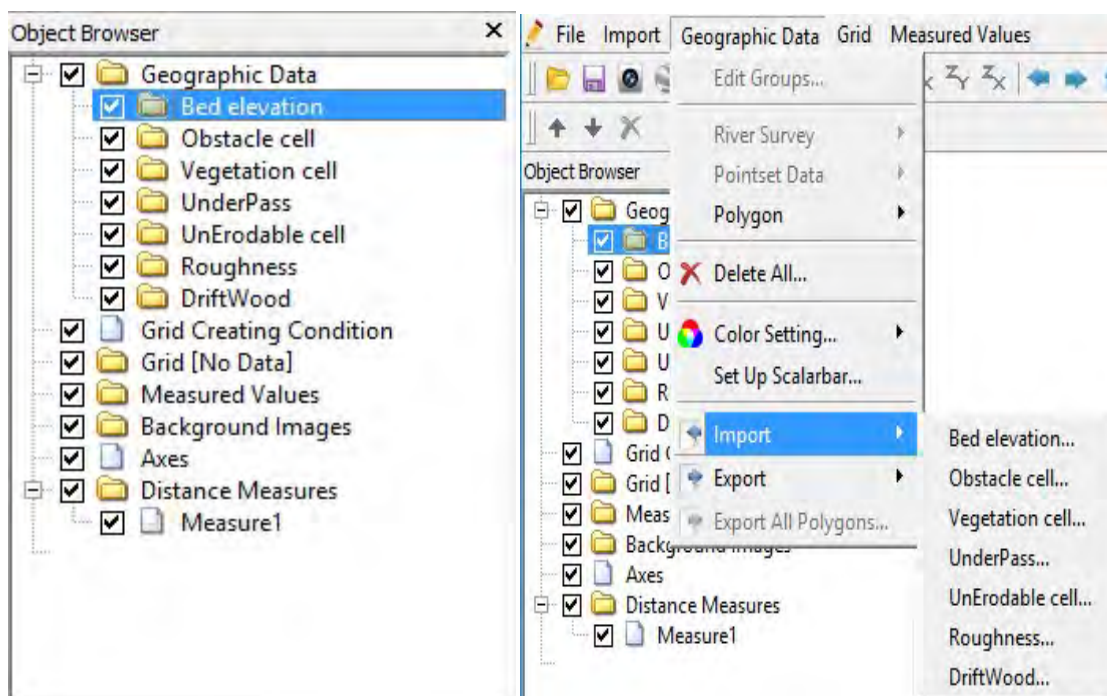 Object Browser
Geographic Data
Bed elevation
Obstacle cell
Vegetation cell
UnderPass
UnErodable cell
Roughness
DriftWood
Grid Creating Condition
Grid [No Data]
Measured Values
Background Images
Axes
Distance Measures
Measure1
File Import Geographic Data Grid Measured Values
Edit Groups...
River Survey
Pointset Data
Polygon
Delete All...
Color Setting...
Set Up Scalarbar...
Import
Export
Export All Polygons...
Object Browser
Geog
B
O
V
U
U
R
D
Grid
Grid [
Meas
Background Images
Axes
Distance Measures
Measure1
Bed elevation...
Obstacle cell...
Vegetation cell...
UnderPass...
UnErodable cell...
Roughness...
DriftWood...